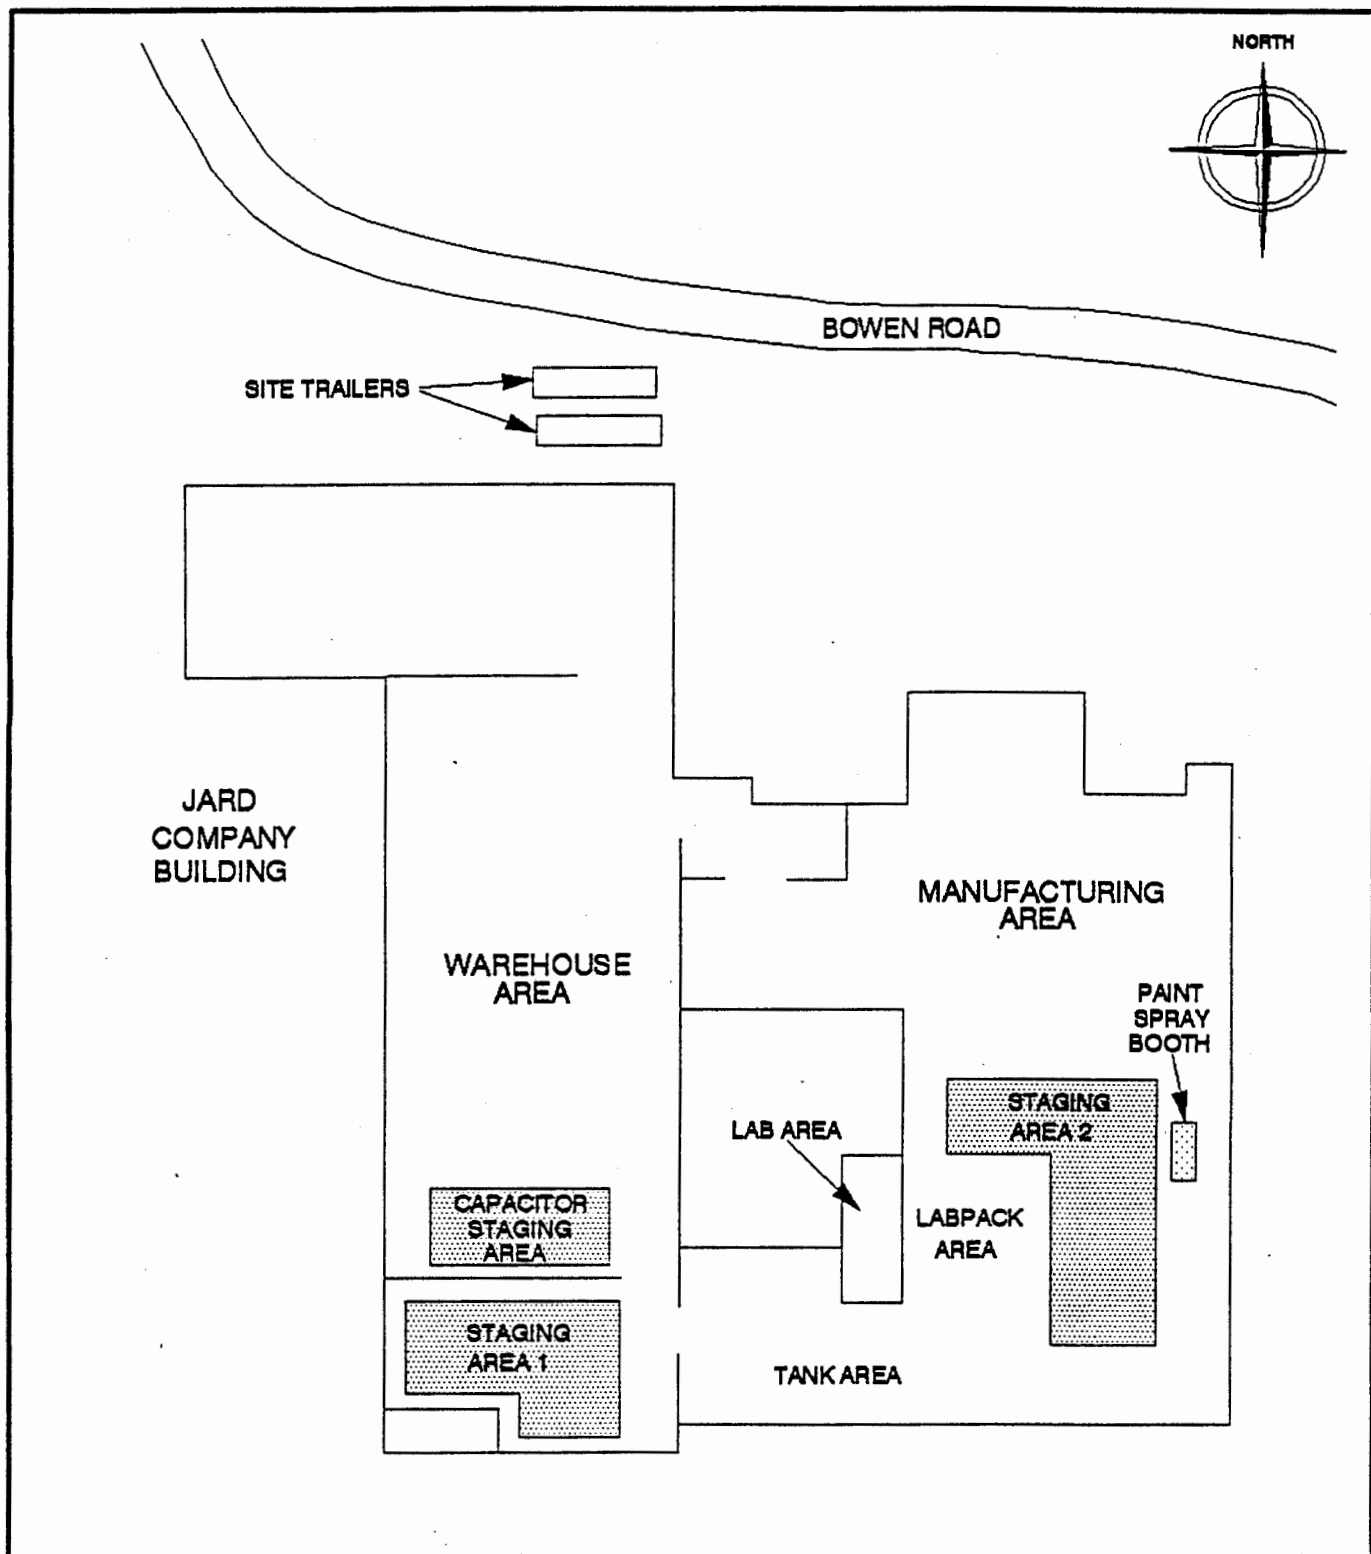 NORTH
BOWEN ROAD
SITE TRAILERS
JARD
COMPANY
BUILDING
MANUFACTURING
AREA
WAREHOUSE
AREA
PAINT
SPRAY
BOOTH
STAGING
AREA 2
LAB AREA
CAPACITOR
STAGING
AREA
LABPACK
AREA
STAGING
AREA 1
TANK AREA